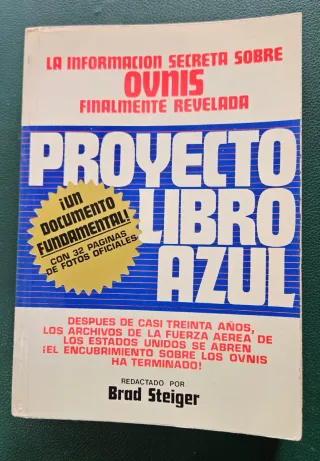 LA INFORMACION SECRETA SOBRE
OVNIS
FINALMENTE REVELADA
PROYECTO
LIBRO
AZUL
¡UN
DOCUMENTO
FUNDAMENTAL!
CON 32 PAGINAS
DE FOTOS OFICIALES
DESPUES DE CASI TREINTA AÑOS,
LOS ARCHIVOS DE LA FUERZA AEREA DE
LOS ESTADOS UNIDOS SE ABREN
¡EL ENCUBRIMIENTO SOBRE LOS OVNIS
HA TERMINADO!
REDACTADO POR
Brad Steiger